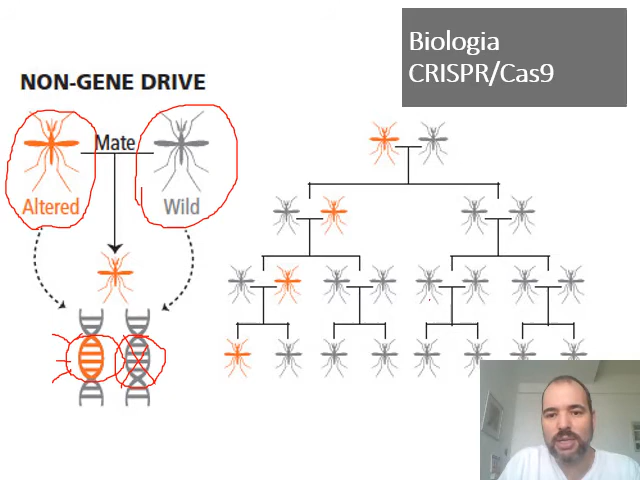 Biologia
CRISPR/Cas9
NON-GENE DRIVE
Mate
Altered
Wild